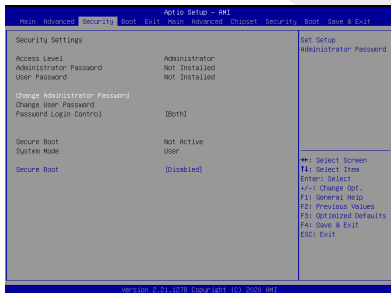 Aptio Setup - AMI
Main Advanced Security Boot Exit Main Advanced Chipset Security Boot Save & Exit
Security Settings
Access Level Administrator
Administrator Password Not Installed
User Password Not Installed
Change Administrator Password
Change User Password
Password Login Control [Both]
Secure Boot Not Active
System Mode User
Secure Boot [Disabled]
Set Setup
Administrator Password
→←: Select Screen
↑↓: Select Item
Enter: Select
+/-: Change Opt.
F1: General Help
F2: Previous Values
F3: Optimized Defaults
F4: Save & Exit
ESC: Exit
Version 2.21.1278 Copyright (C) 2020 AMI